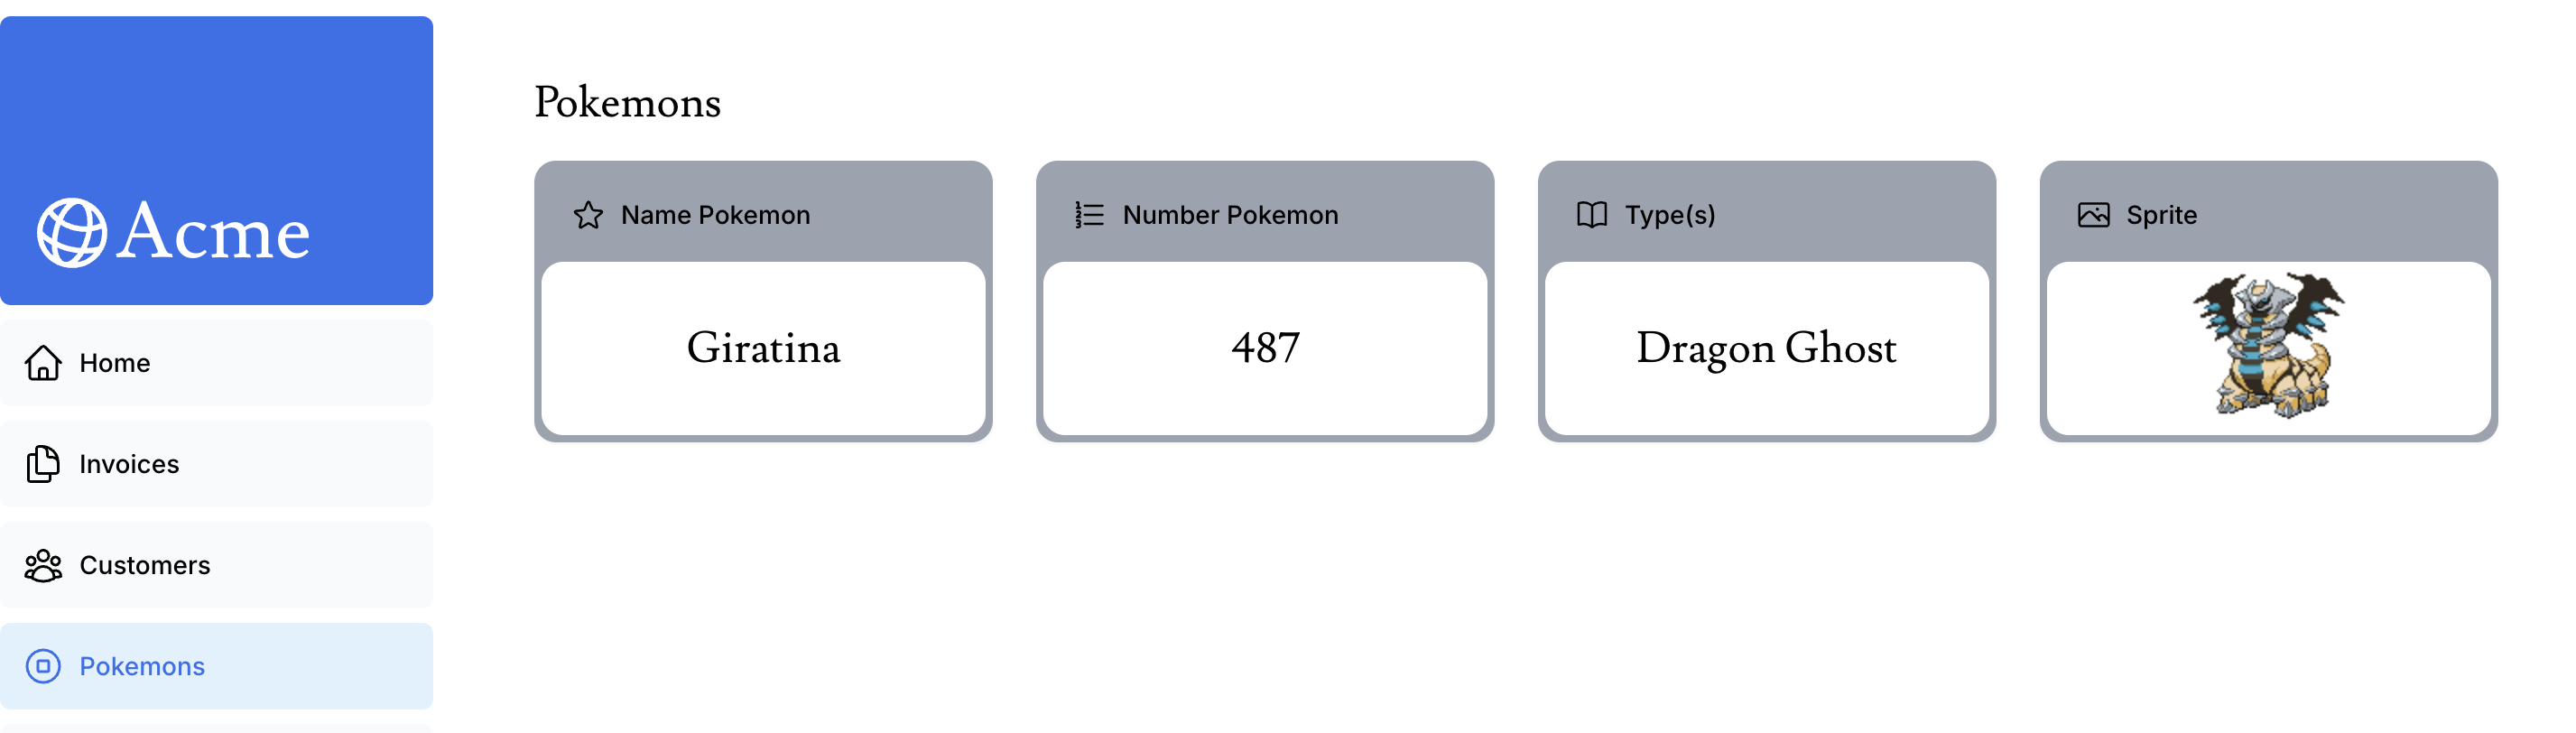 Acme
Home
Invoices
Customers
Pokemons
Pokemons
Name Pokemon
Giratina
Number Pokemon
487
Type(s)
Dragon Ghost
Sprite